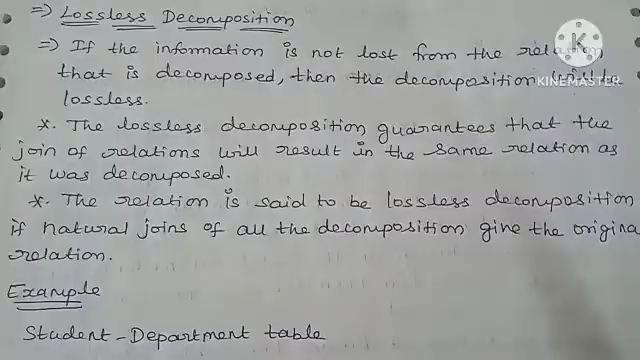 => Lossless Decomposition
=> If the information is not lost from the relation
that is decomposed, then the decomposition will be
lossless.
*. The lossless decomposition guarantees that the
join of relations will result in the same relation as
it was decomposed.
*. The relation is said to be lossless decomposition
if natural joins of all the decomposition give the origina
relation.
Example
Student-Department table
K
KINEMASTER